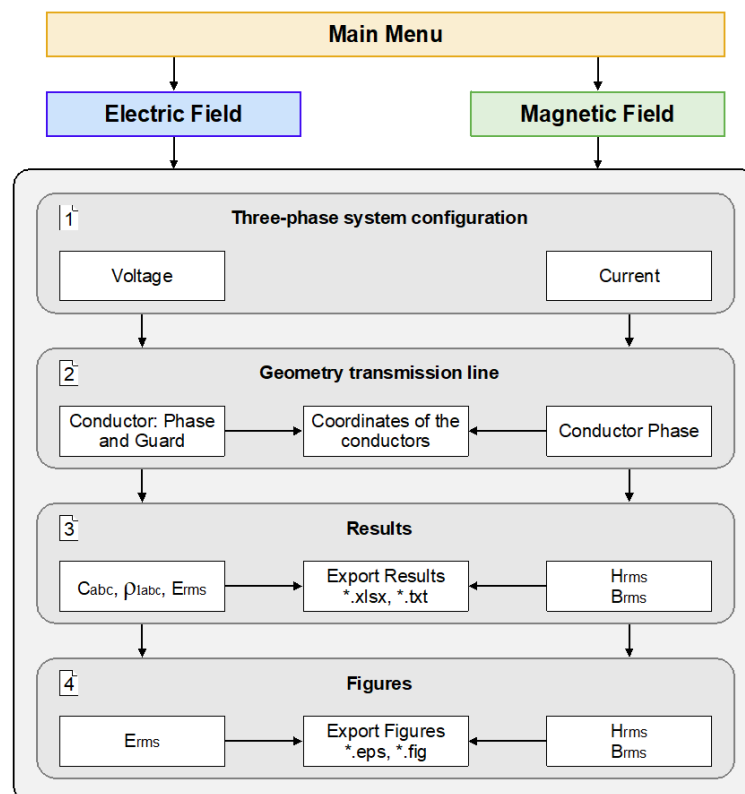 Main Menu
Electric Field
Magnetic Field
1
Three-phase system configuration
Voltage
Current
2
Geometry transmission line
Conductor: Phase
and Guard
Coordinates of the
conductors
Conductor Phase
3
Results
Cabc, ρlabc, Erms
Export Results
*.xlsx, *.txt
Hrms
Brms
4
Figures
Erms
Export Figures
*.eps, *.fig
Hrms
Brms